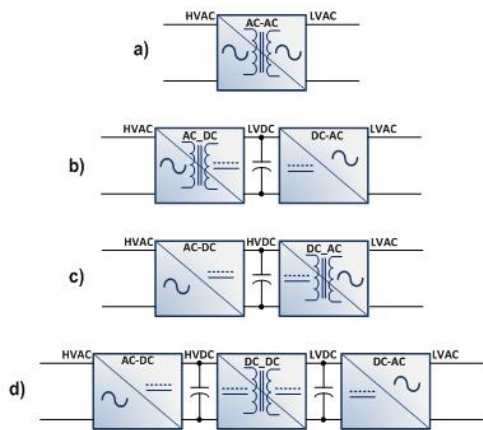 HVAC AC-AC LVAC
a)
HVAC AC_DC LVDC DC-AC LVAC
b)
HVAC AC-DC HVDC DC_AC LVAC
c)
HVAC AC-DC HVDC DC_DC LVDC DC-AC LVAC
d)